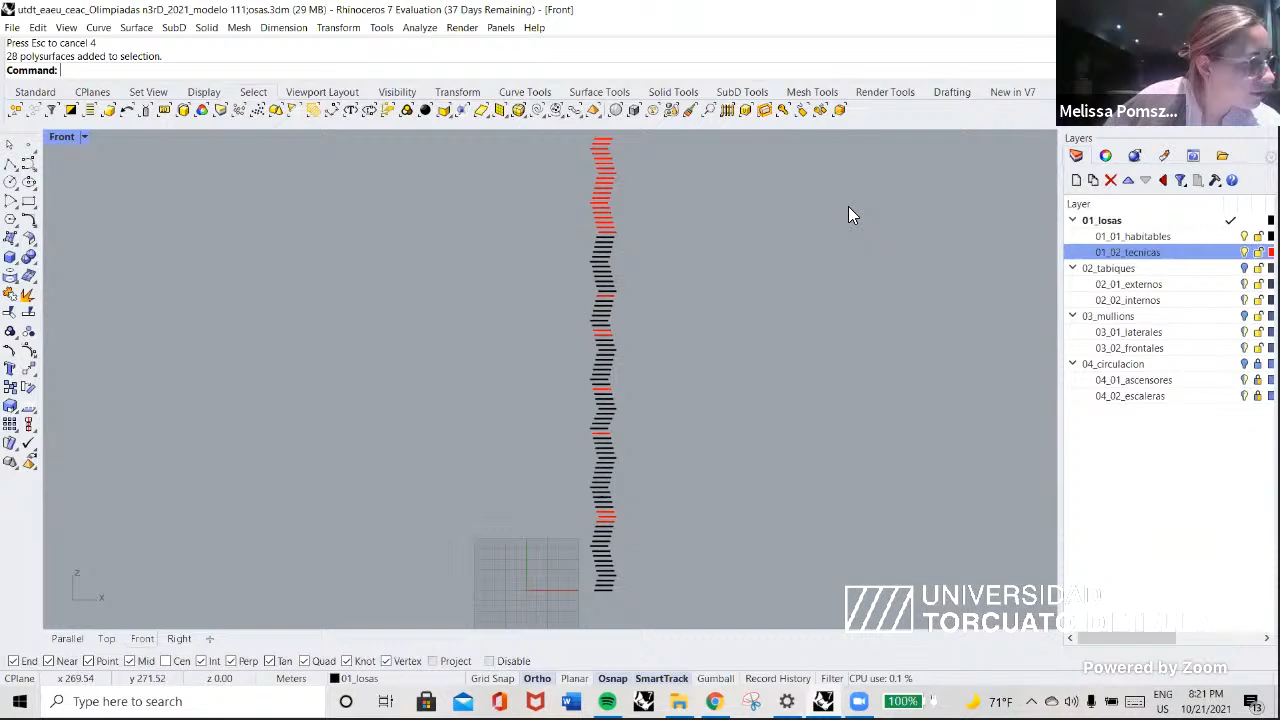 utdt_eaeu_ceac_Olimpiadas n3rD_2021_modelo 111;osas.3dm (29 MB) - Rhinoceros 7 Evaluation (37 Days Remaining) - [Front]
File Edit View Curve Surface SubD Solid Mesh Dimension Transform Tools Analyze Render Panels Help
Press Esc to cancel 4
28 polysurfaces added to selection.
Command:
Standard CPlanes Set View Display Select Viewport Layout Visibility Transform Curve Tools Surface Tools Solid Tools SubD Tools Mesh Tools Render Tools Drafting New in V7
Melissa Pomsz...
Front
Layers
Layer
01_losas
01_01_habitables
01_02_tecnicas
02_tabiques
02_01_externos
02_02_internos
03_mullions
03_01_laterales
03_02_frontales
04_circulacion
04_01_ascensores
04_02_escaleras
z
x
UNIVERSIDAD
TORCUATO DI TELLA
Parallel Top Front Right
End Near Point Mid Cen Int Perp Tan Quad Knot Vertex Project Disable
Powered by Zoom
CPlane x 269.54 y 271.52 z 0.00 Meters 01_losas Grid Snap Ortho Planar Osnap SmartTrack Gumball Record History Filter CPU use: 0.1 %
Type here to search
100%
71°F
ENG
US
8:21 PM
10/21/2021
13